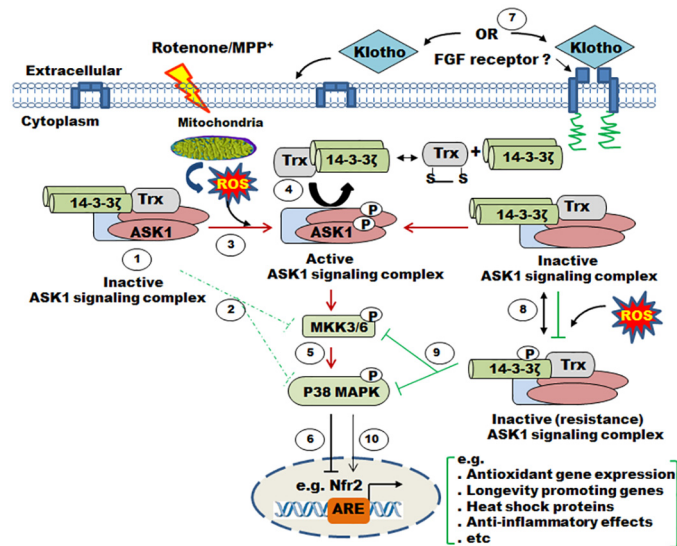 7
OR
Klotho
Klotho
Rotenone/MPP+
FGF receptor ?
Extracellular
Cytoplasm
Mitochondria
ROS
Trx
14-3-3ζ
Trx
+
14-3-3ζ
S
S
4
14-3-3ζ
Trx
ASK1
1
3
P
P
ASK1
14-3-3ζ
Trx
Inactive
ASK1 signaling complex
Active
ASK1 signaling complex
Inactive
ASK1 signaling complex
2
8
ROS
P
MKK3/6
5
9
P
P38 MAPK
P
14-3-3ζ
Trx
Inactive (resistance)
ASK1 signaling complex
6
10
e.g. Nfr2
ARE
e.g.
. Antioxidant gene expression
. Longevity promoting genes
. Heat shock proteins
. Anti-inflammatory effects
. etc